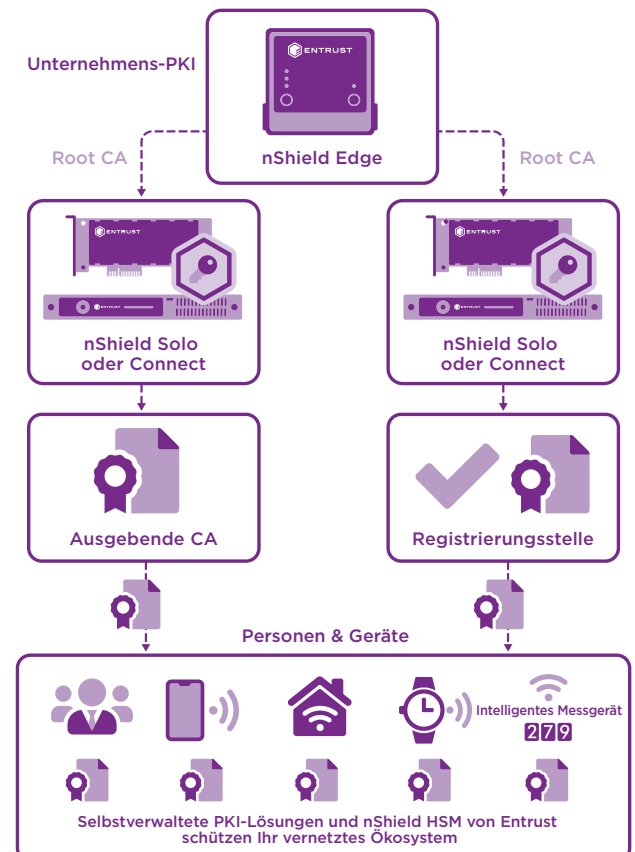 ENTRUST
Unternehmens-PKI
nShield Edge
Root CA
Root CA
ENTRUST
ENTRUST
ENTRUST
ENTRUST
nShield Solo
oder Connect
nShield Solo
oder Connect
Ausgebende CA
Registrierungsstelle
Personen & Geräte
Intelligentes Messgerät
279
Selbstverwaltete PKI-Lösungen und nShield HSM von Entrust
schützen Ihr vernetztes Ökosystem